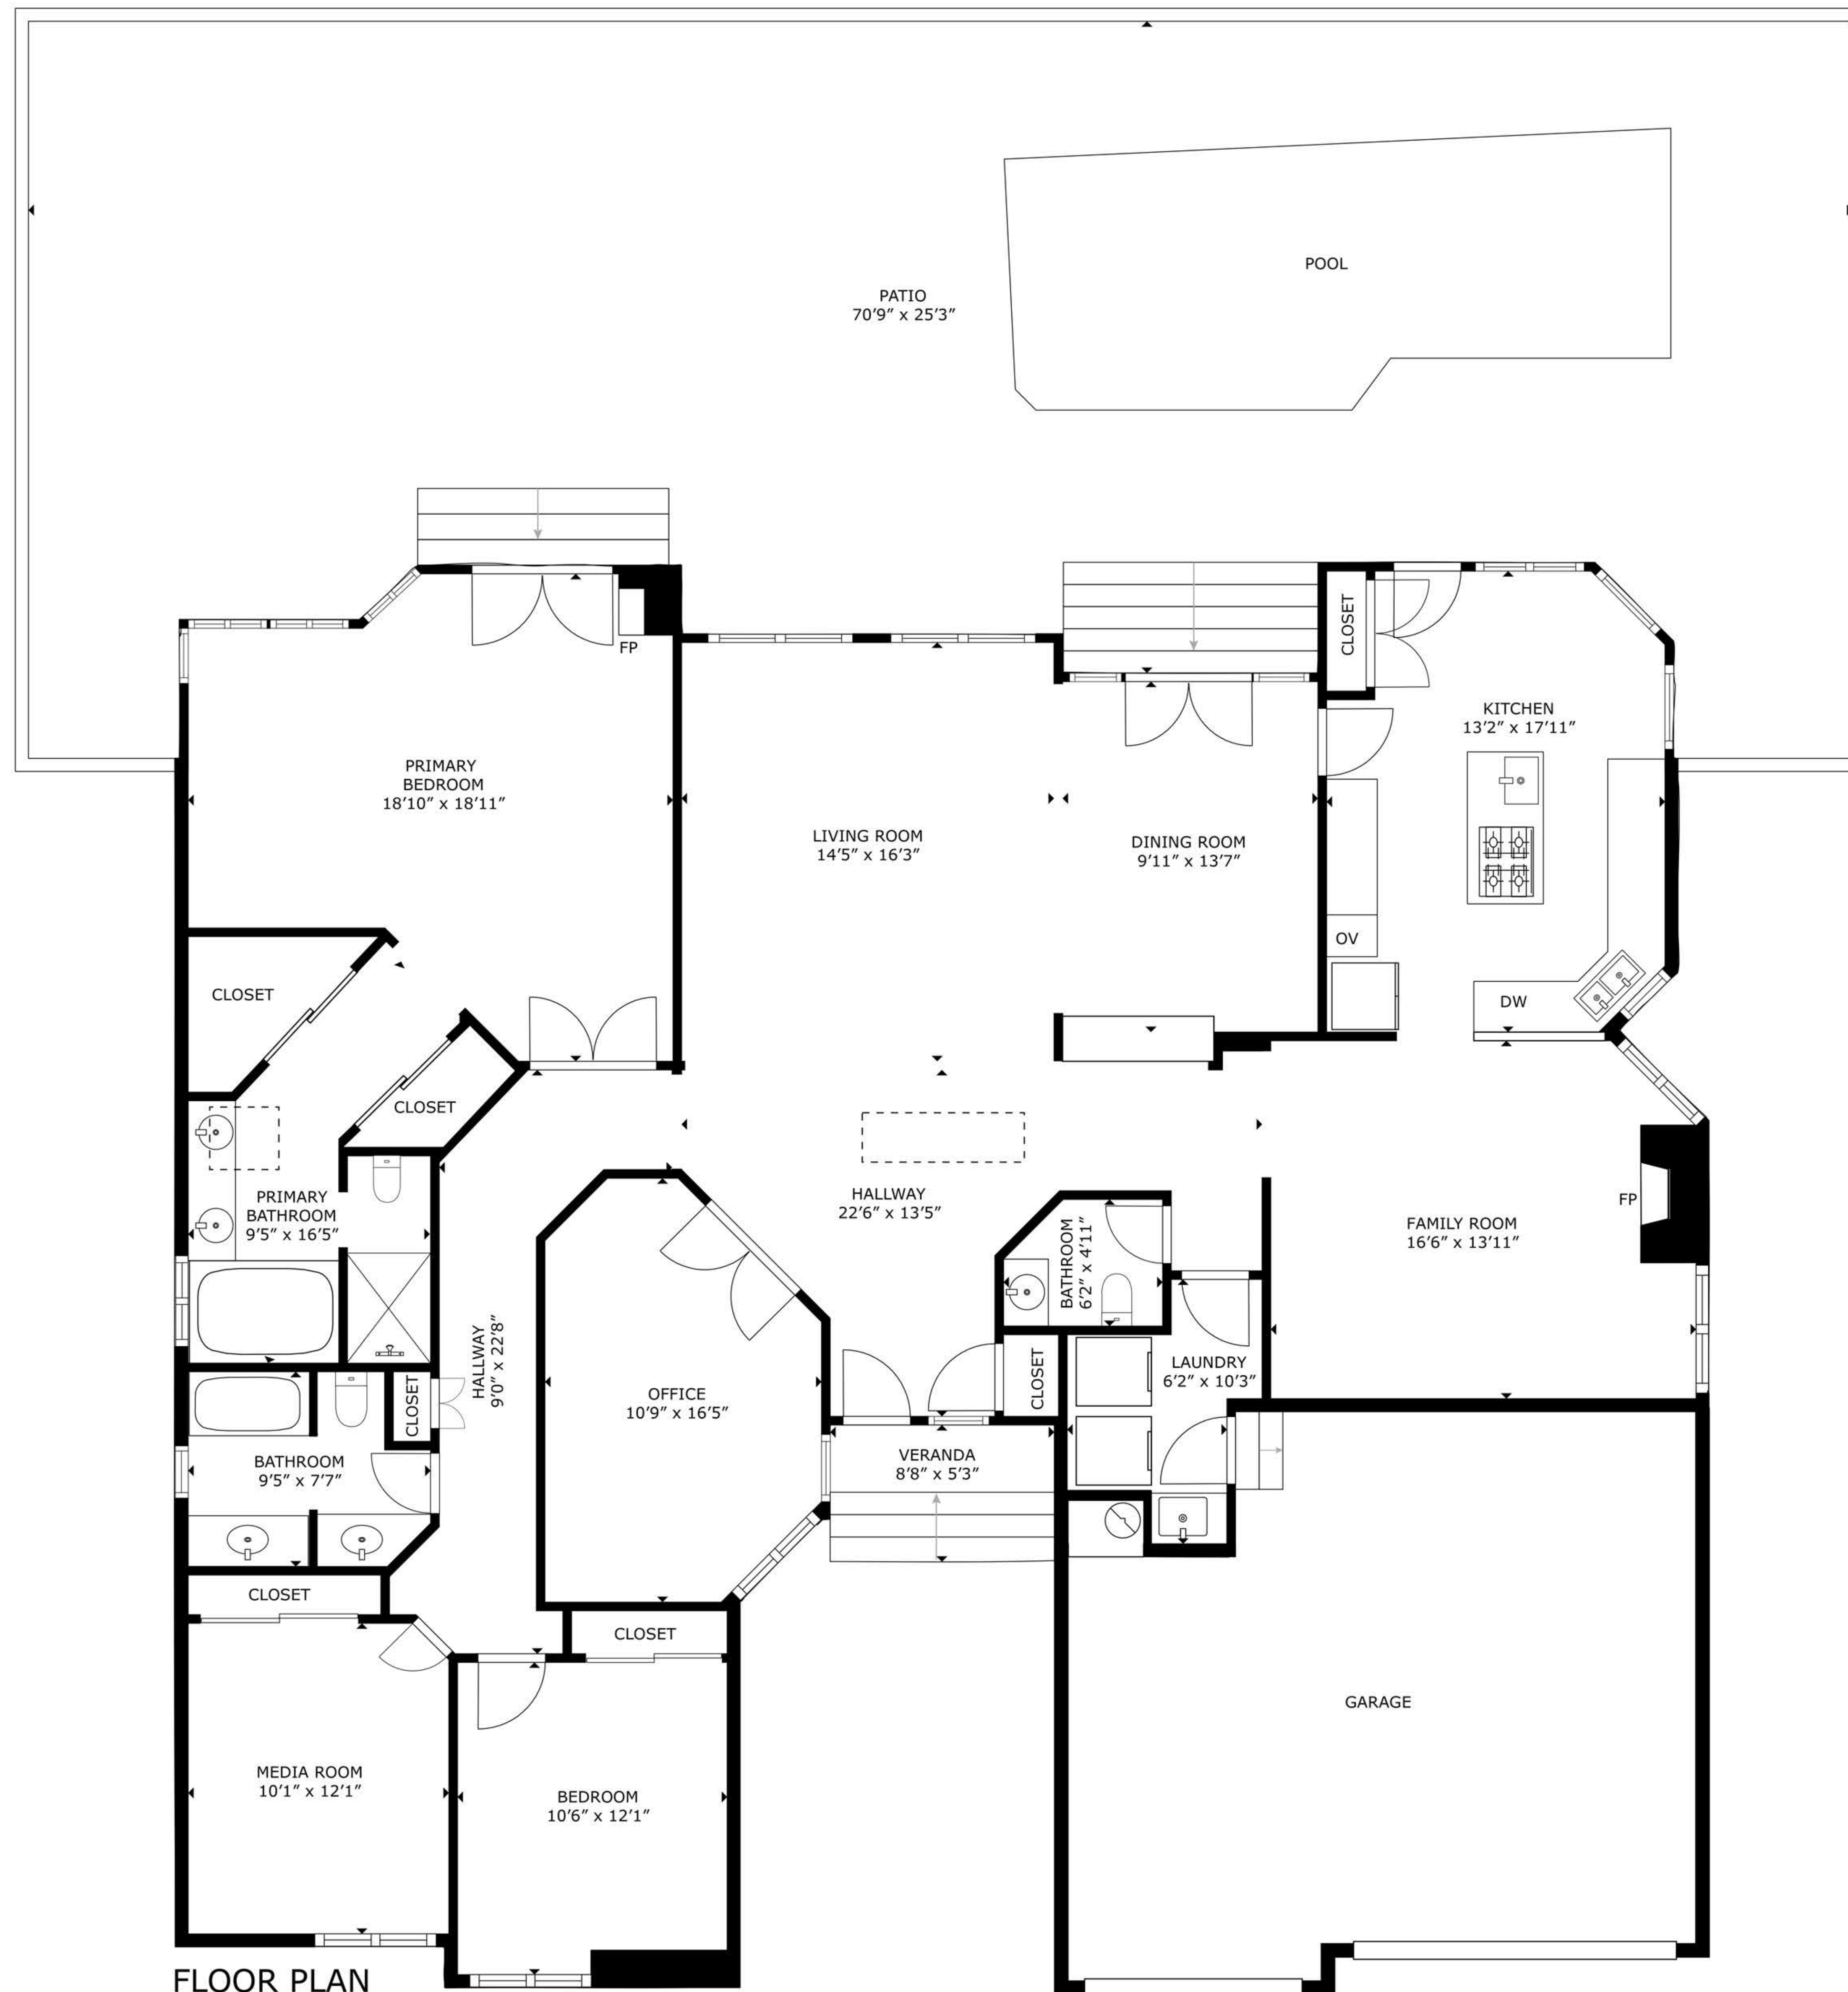 POOL
PATIO
70′9″ x 25′3″
FP
CLOSET
KITCHEN
13′2″ x 17′11″
PRIMARY
BEDROOM
18′10″ x 18′11″
LIVING ROOM
14′5″ x 16′3″
DINING ROOM
9′11″ x 13′7″
OV
CLOSET
DW
CLOSET
PRIMARY
BATHROOM
9′5″ x 16′5″
HALLWAY
22′6″ x 13′5″
BATHROOM
6′2″ x 4′11″
FP
FAMILY ROOM
16′6″ x 13′11″
HALLWAY
9′0″ x 22′8″
CLOSET
OFFICE
10′9″ x 16′5″
CLOSET
LAUNDRY
6′2″ x 10′3″
BATHROOM
9′5″ x 7′7″
VERANDA
8′8″ x 5′3″
CLOSET
CLOSET
GARAGE
MEDIA ROOM
10′1″ x 12′1″
BEDROOM
10′6″ x 12′1″
FLOOR PLAN